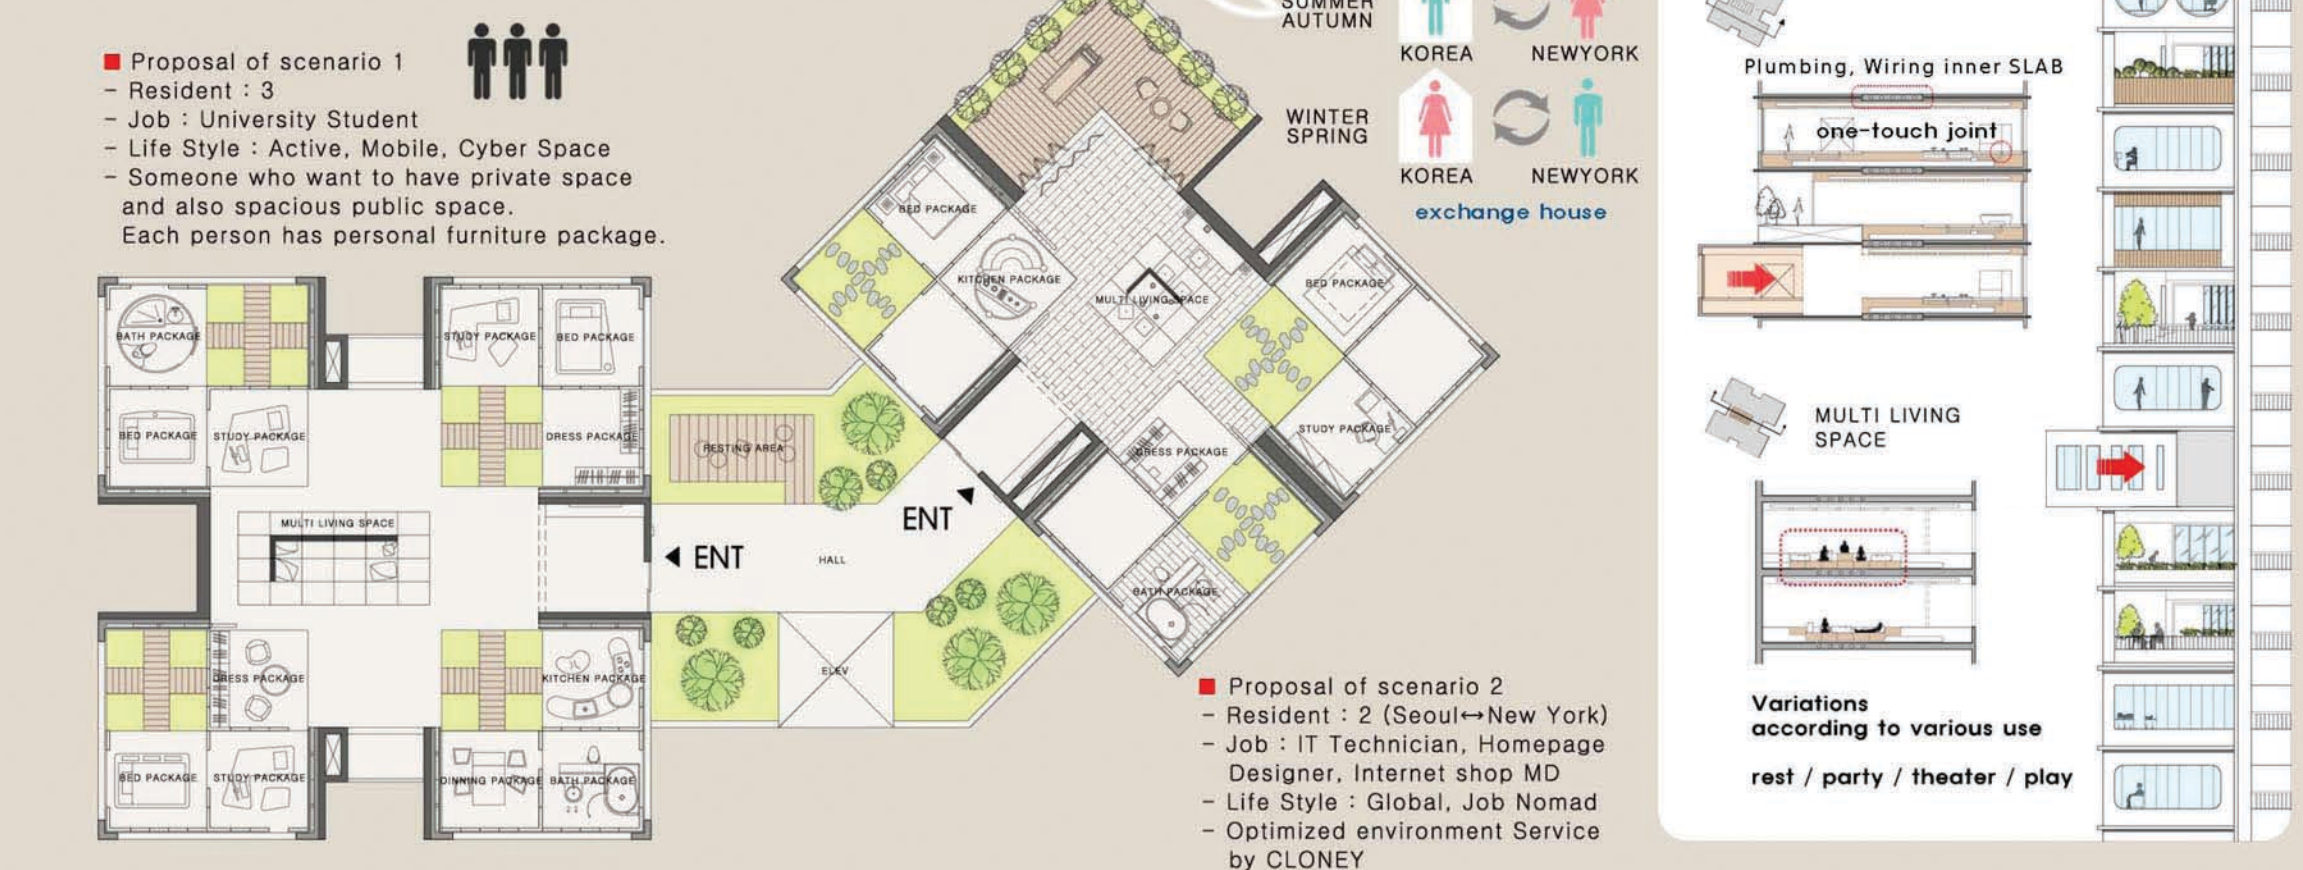 ■ Proposal of scenario 1
- Resident : 3
- Job : University Student
- Life Style : Active, Mobile, Cyber Space
- Someone who want to have private space
and also spacious public space.
Each person has personal furniture package.
BATH PACKAGE
STUDY PACKAGE
BED PACKAGE
BED PACKAGE
STUDY PACKAGE
DRESS PACKAGE
MULTI LIVING SPACE
DRESS PACKAGE
KITCHEN PACKAGE
BED PACKAGE
STUDY PACKAGE
DINNING PACKAGE
BATH PACKAGE
RESTING AREA
ENT
ENT
HALL
ELEV
BED PACKAGE
KITCHEN PACKAGE
MULTI LIVING SPACE
BED PACKAGE
STUDY PACKAGE
DRESS PACKAGE
BATH PACKAGE
SUMMER
AUTUMN
KOREA
NEWYORK
WINTER
SPRING
KOREA
NEWYORK
exchange house
■ Proposal of scenario 2
- Resident : 2 (Seoul↔New York)
- Job : IT Technician, Homepage
Designer, Internet shop MD
- Life Style : Global, Job Nomad
- Optimized environment Service
by CLONEY
Plumbing, Wiring inner SLAB
one-touch joint
MULTI LIVING
SPACE
Variations
according to various use
rest / party / theater / play